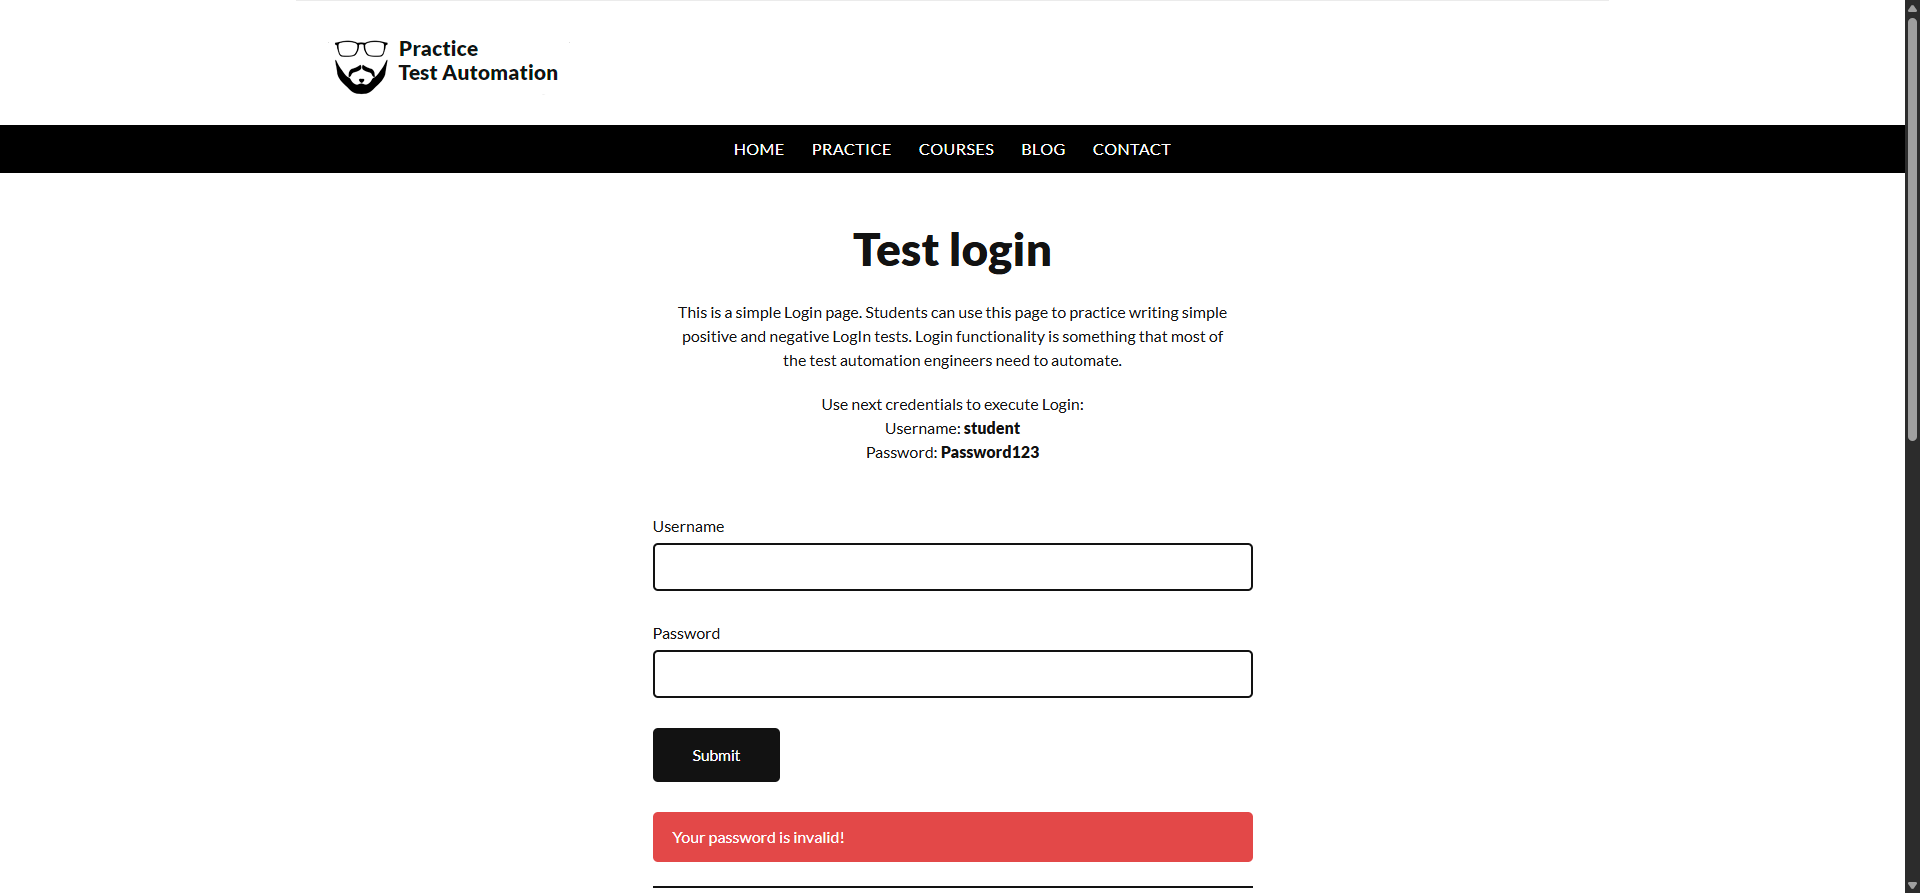 Practice
Test Automation
HOME PRACTICE COURSES BLOG CONTACT
Test login
This is a simple Login page. Students can use this page to practice writing simple
positive and negative LogIn tests. Login functionality is something that most of
the test automation engineers need to automate.
Use next credentials to execute Login:
Username: student
Password: Password123
Username
Password
Submit
Your password is invalid!